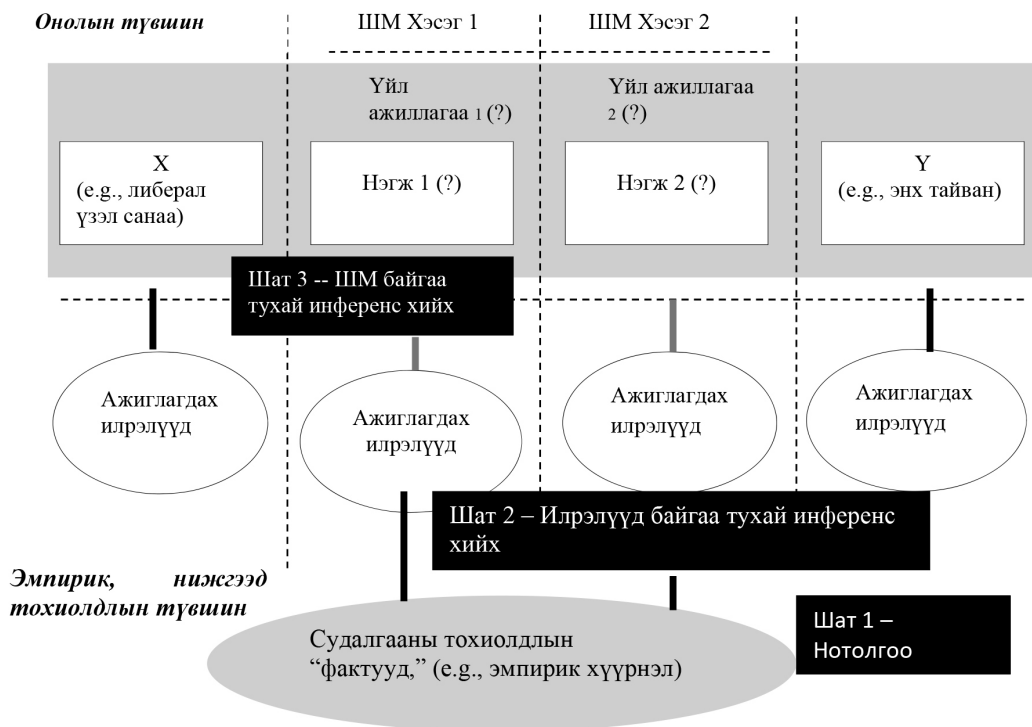 Онолын түвшин
ШМ Хэсэг 1
ШМ Хэсэг 2
Үйл
ажиллагаа 1 (?)
Үйл ажиллагаа
2 (?)
X
(e.g., либерал
үзэл санаа)
Нэгж 1 (?)
Нэгж 2 (?)
Y
(e.g., энх тайван)
Шат 3 -- ШМ байгаа
тухай инференс хийх
Ажиглагдах
илрэлүүд
Ажиглагдах
илрэлүүд
Ажиглагдах
илрэлүүд
Ажиглагдах
илрэлүүд
Шат 2 – Илрэлүүд байгаа тухай инференс
хийх
Эмпирик, нижгээд
тохиолдлын түвшин
Шат 1 –
Нотолгоо
Судалгааны тохиолдлын
“фактууд,” (e.g., эмпирик хүүрнэл)